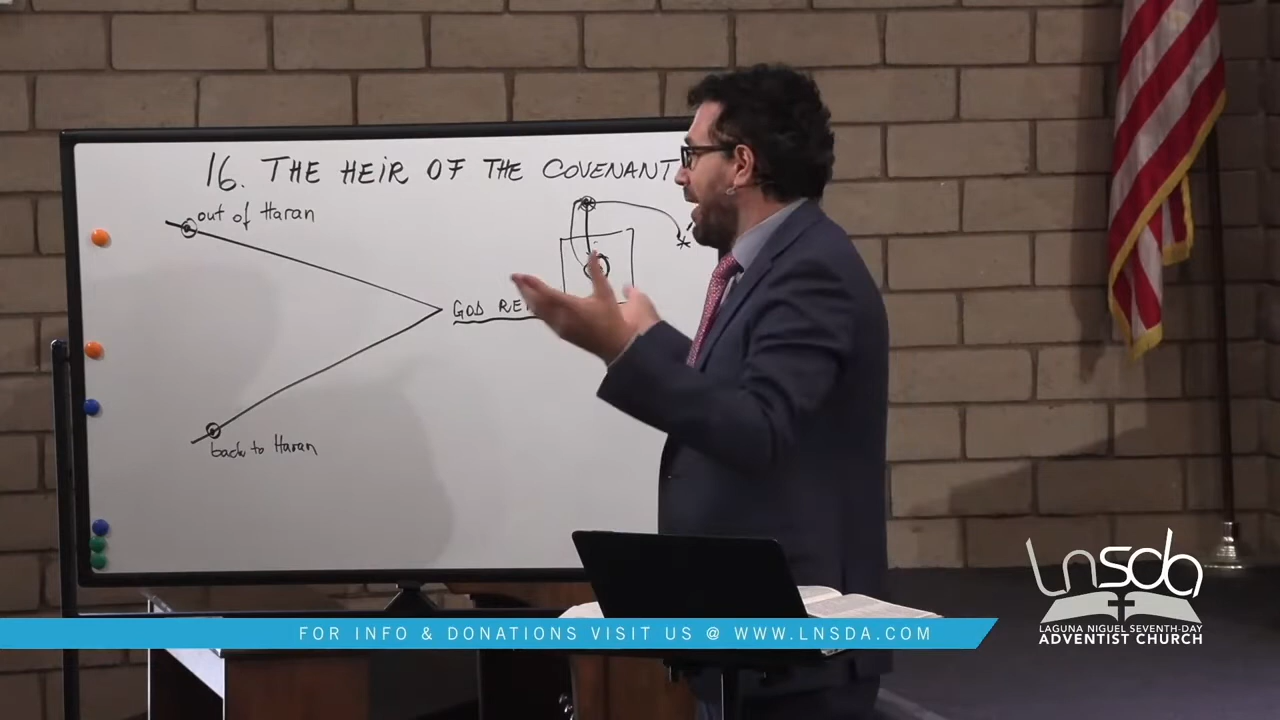 16. THE HEIR OF THE COVENANT
out of Haran
GOD
back to Haran
FOR INFO & DONATIONS VISIT US @ WWW.LNSDA.COM
LnSDA
LAGUNA NIGUEL SEVENTH-DAY
ADVENTIST CHURCH